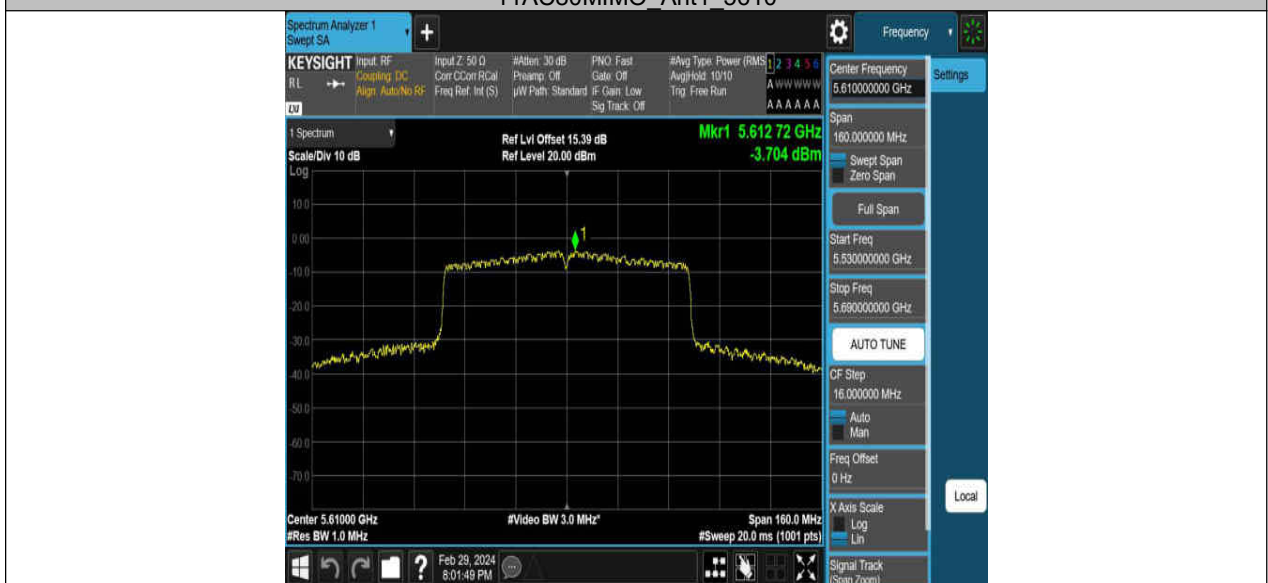 11AC80MIMO_Ant1_5610
Spectrum Analyzer 1
Swept SA
+
Frequency
KEYSIGHT
RL
LXI
Input: RF
Coupling: DC
Align: Auto/No RF
Input Z: 50 Ω
Corr CCorr RCal
Freq Ref: Int (S)
#Atten: 30 dB
Preamp: Off
µW Path: Standard
PNO: Fast
Gate: Off
IF Gain: Low
Sig Track: Off
#Avg Type: Power (RMS
Avg|Hold: 10/10
Trig: Free Run
1 2 3 4 5 6
A W W W W W
A A A A A A
1 Spectrum
Scale/Div 10 dB
Log
Ref Lvl Offset 15.39 dB
Ref Level 20.00 dBm
Mkr1 5.612 72 GHz
-3.704 dBm
10.0
0.00
-10.0
-20.0
-30.0
-40.0
-50.0
-60.0
-70.0
1
Center 5.61000 GHz
#Res BW 1.0 MHz
#Video BW 3.0 MHz*
Span 160.0 MHz
#Sweep 20.0 ms (1001 pts)
?
Feb 29, 2024
8:01:49 PM
Center Frequency
5.610000000 GHz
Settings
Span
160.000000 MHz
Swept Span
Zero Span
Full Span
Start Freq
5.530000000 GHz
Stop Freq
5.690000000 GHz
AUTO TUNE
CF Step
16.000000 MHz
Auto
Man
Freq Offset
0 Hz
X Axis Scale
Log
Lin
Local
Signal Track
(Span Zoom)